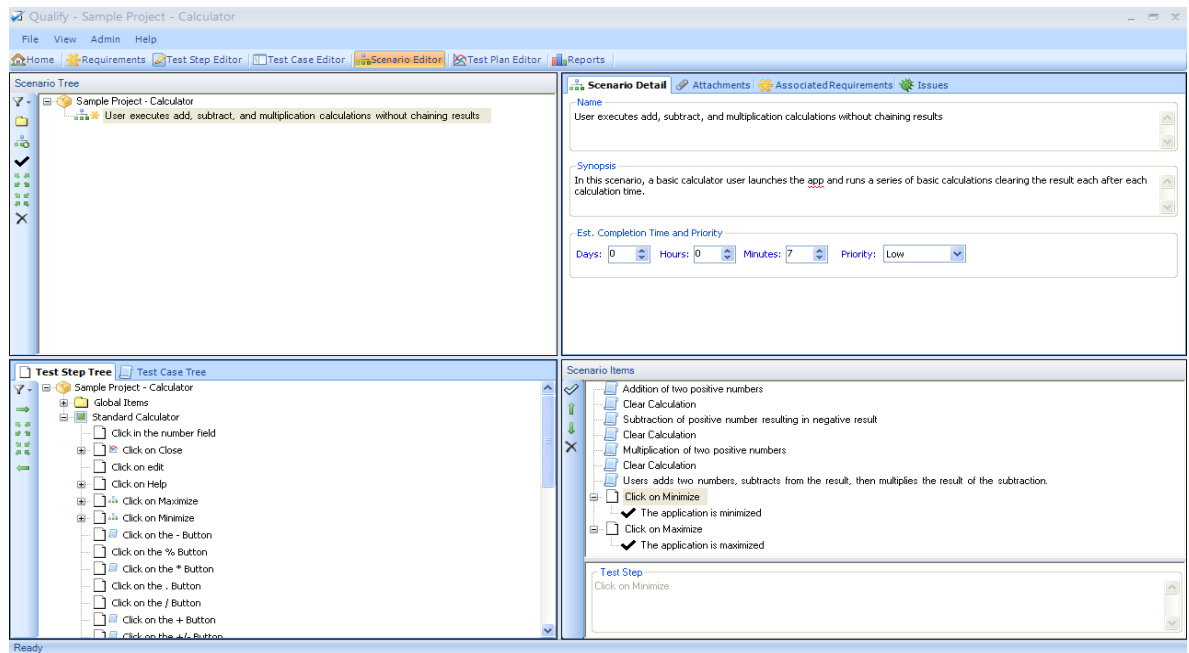 Qualify - Sample Project - Calculator
File View Admin Help
Home Requirements Test Step Editor Test Case Editor Scenario Editor Test Plan Editor Reports
Scenario Tree
Sample Project - Calculator
User executes add, subtract, and multiplication calculations without chaining results
Scenario Detail Attachments Associated Requirements Issues
Name
User executes add, subtract, and multiplication calculations without chaining results
Synopsis
In this scenario, a basic calculator user launches the app and runs a series of basic calculations clearing the result each after each
calculation time.
Est. Completion Time and Priority
Days: 0 Hours: 0 Minutes: 7 Priority: Low
Test Step Tree Test Case Tree
Sample Project - Calculator
Global Items
Standard Calculator
Click in the number field
Click on Close
Click on edit
Click on Help
Click on Maximize
Click on Minimize
Click on the - Button
Click on the % Button
Click on the * Button
Click on the . Button
Click on the / Button
Click on the + Button
Click on the +/- Button
Scenario Items
Addition of two positive numbers
Clear Calculation
Subtraction of positive number resulting in negative result
Clear Calculation
Multiplication of two positive numbers
Clear Calculation
Users adds two numbers, subtracts from the result, then multiplies the result of the subtraction.
Click on Minimize
The application is minimized
Click on Maximize
The application is maximized
Test Step
Click on Minimize
Ready